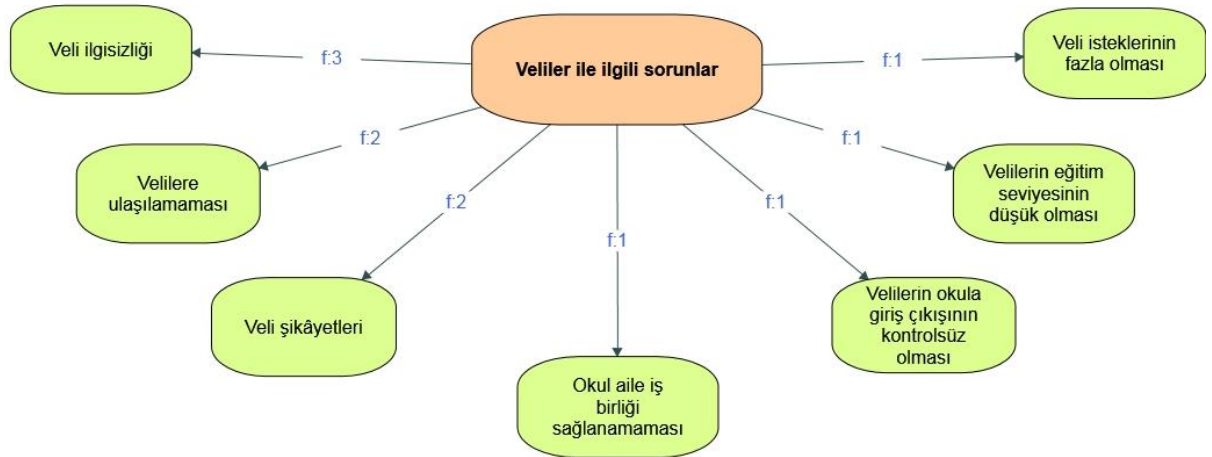 Veliler ile ilgili sorunlar
f:3
Veli ilgisizliği
f:2
Velilere
ulaşılamaması
f:2
Veli şikâyetleri
f:1
Okul aile iş
birliği
sağlanamaması
f:1
Velilerin okula
giriş çıkışının
kontrolsüz
olması
f:1
Velilerin eğitim
seviyesinin
düşük olması
f:1
Veli isteklerinin
fazla olması